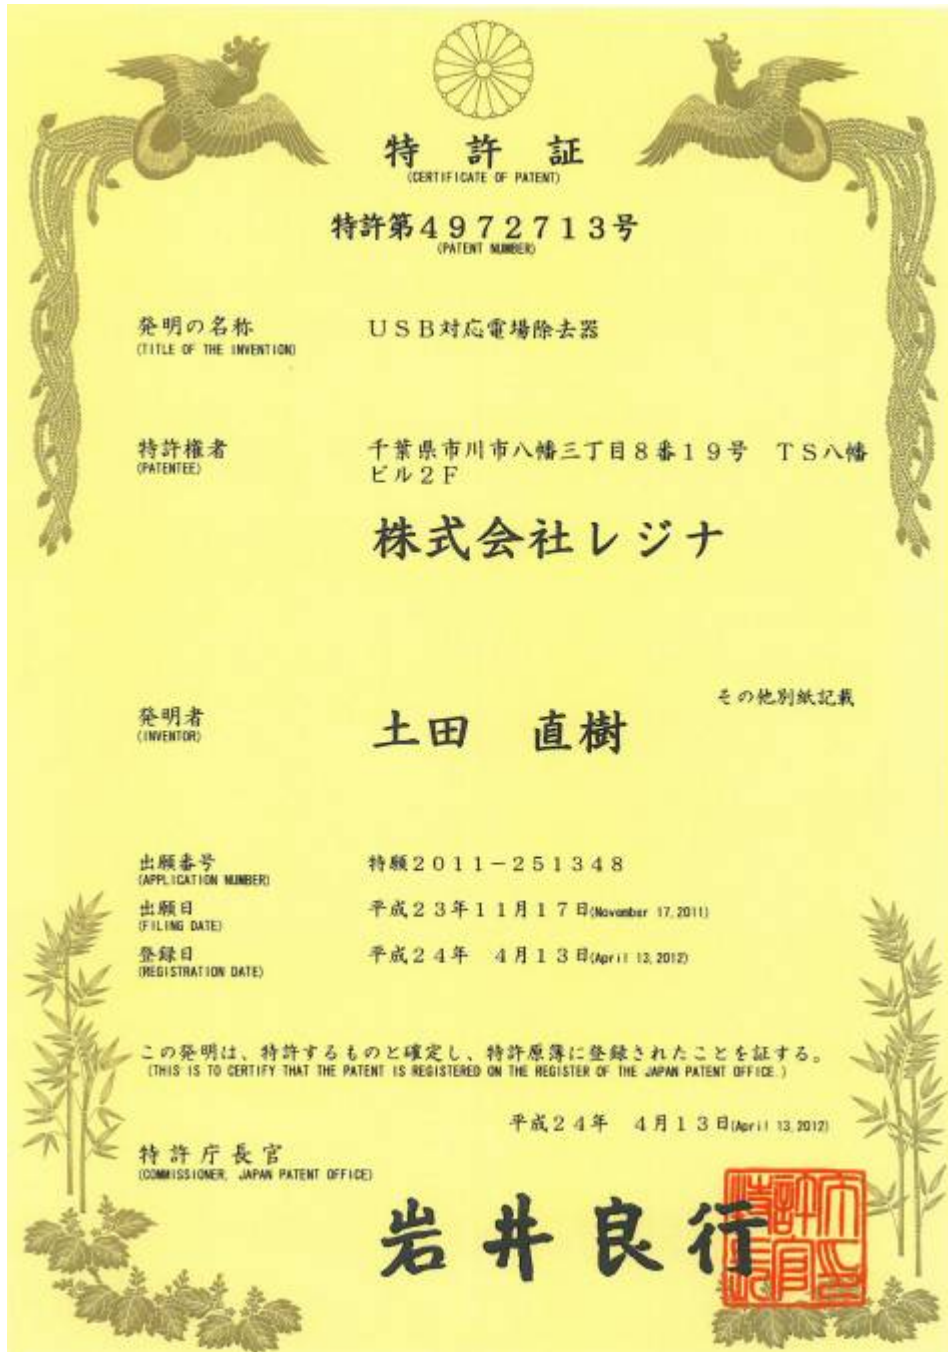 特許証
(CERTIFICATE OF PATENT)
特許第4972713号
(PATENT NUMBER)
発明の名称 USB対応電場除去器
(TITLE OF THE INVENTION)
特許権者 千葉県市川市八幡三丁目8番19号 TS八幡
(PATENTEE) ビル2F
株式会社レジナ
その他別紙記載
発明者 土田 直樹
(INVENTOR)
出願番号 特願2011-251348
(APPLICATION NUMBER)
出願日 平成23年11月17日(November 17,2011)
(FILING DATE)
登録日 平成24年 4月13日(April 13,2012)
(REGISTRATION DATE)
この発明は、特許するものと確定し、特許原簿に登録されたことを証する。
(THIS IS TO CERTIFY THAT THE PATENT IS REGISTERED ON THE REGISTER OF THE JAPAN PATENT OFFICE.)
平成24年 4月13日(April 13,2012)
特許庁長官
(COMMISSIONER, JAPAN PATENT OFFICE)
岩井良行